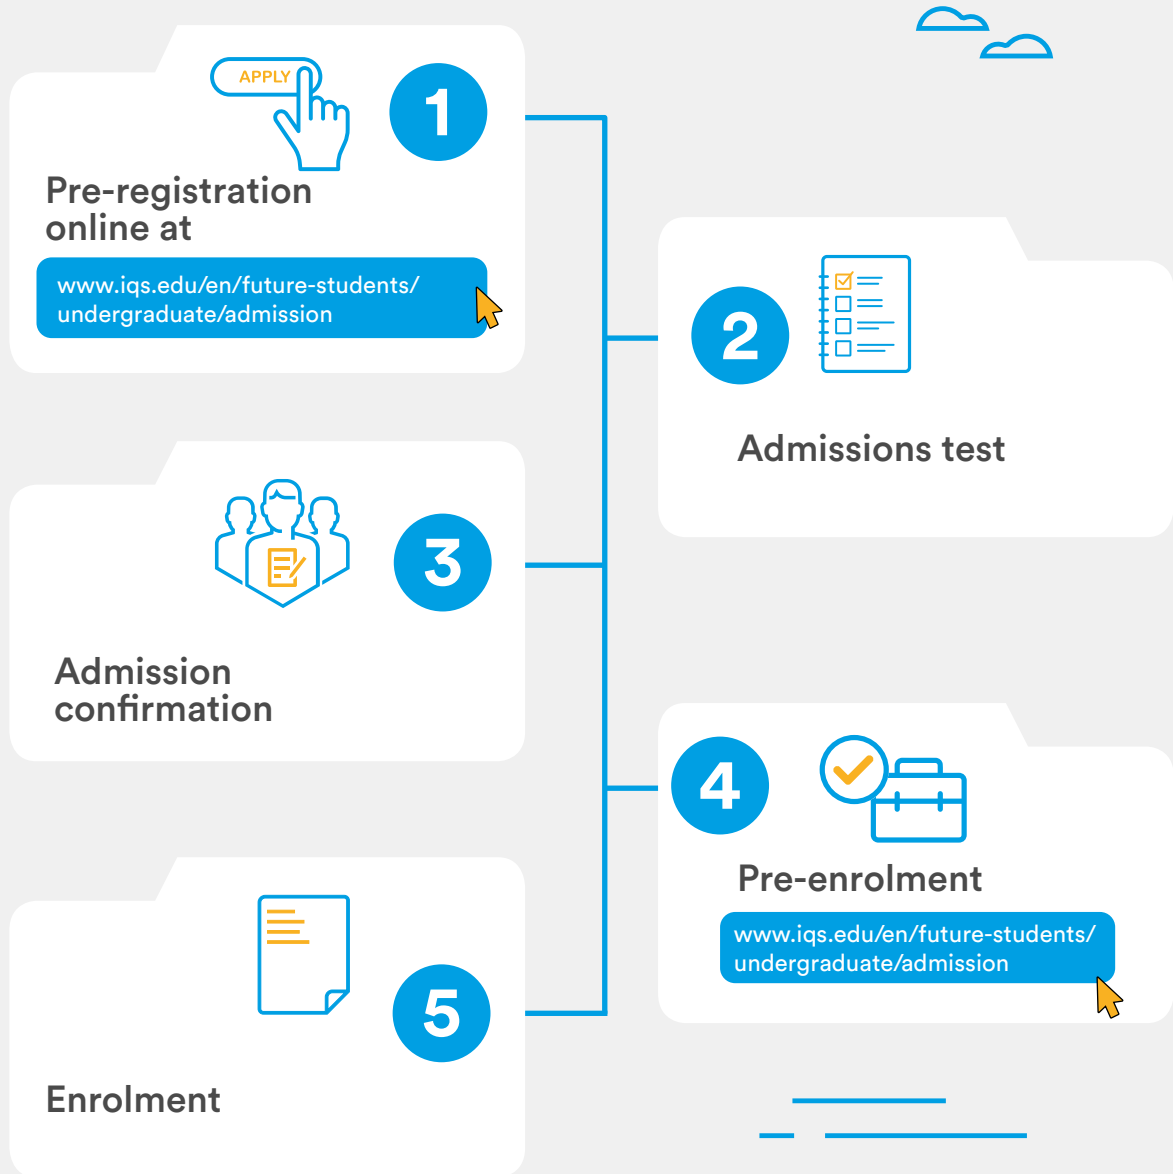 APPLY
1
Pre-registration
online at
www.iqs.edu/en/future-students/
undergraduate/admission
2
Admissions test
3
Admission
confirmation
4
Pre-enrolment
www.iqs.edu/en/future-students/
undergraduate/admission
5
Enrolment